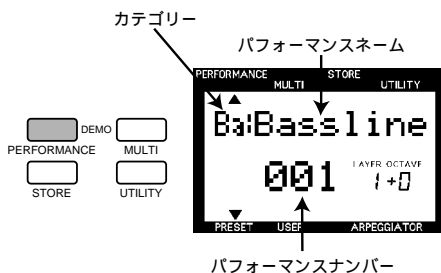 カテゴリー
パフォーマンスネーム
PERFORMANCE STORE
MULTI UTILITY
Ba:Bassline
DEMO
PERFORMANCE MULTI
001
LAYER OCTAVE
1 +0
STORE UTILITY
PRESET USER ARPEGGIATOR
パフォーマンスナンバー